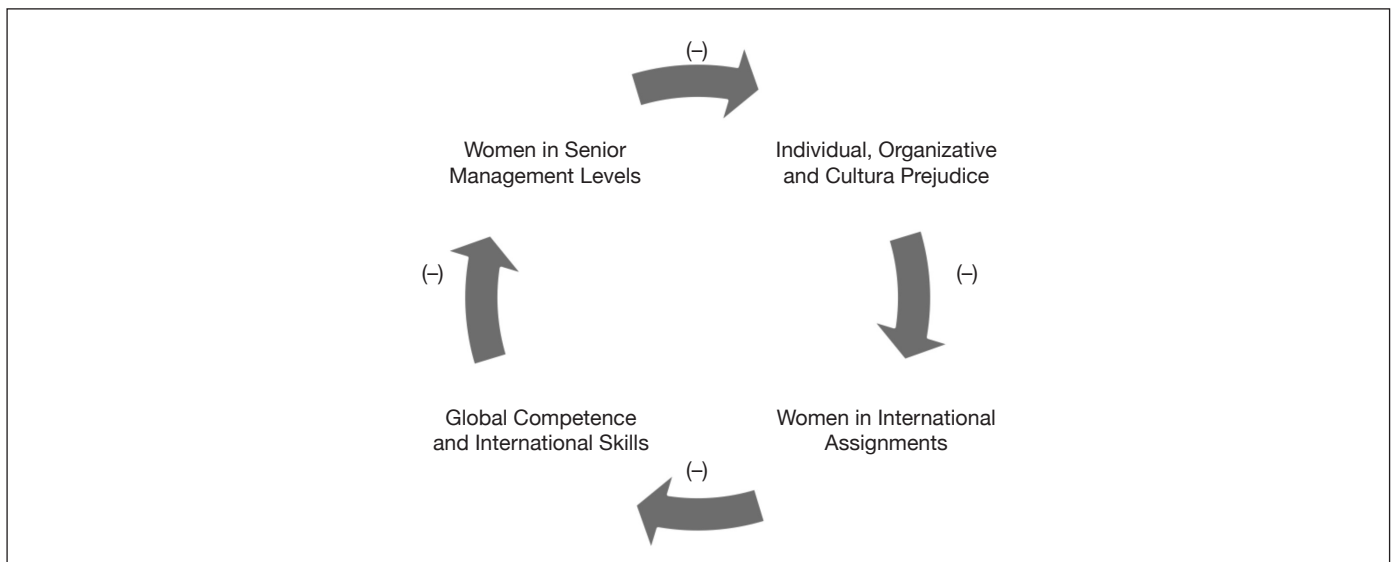 (–)
Women in Senior
Management Levels
Individual, Organizative
and Cultura Prejudice
(–)
(–)
Global Competence
and International Skills
Women in International
Assignments
(–)